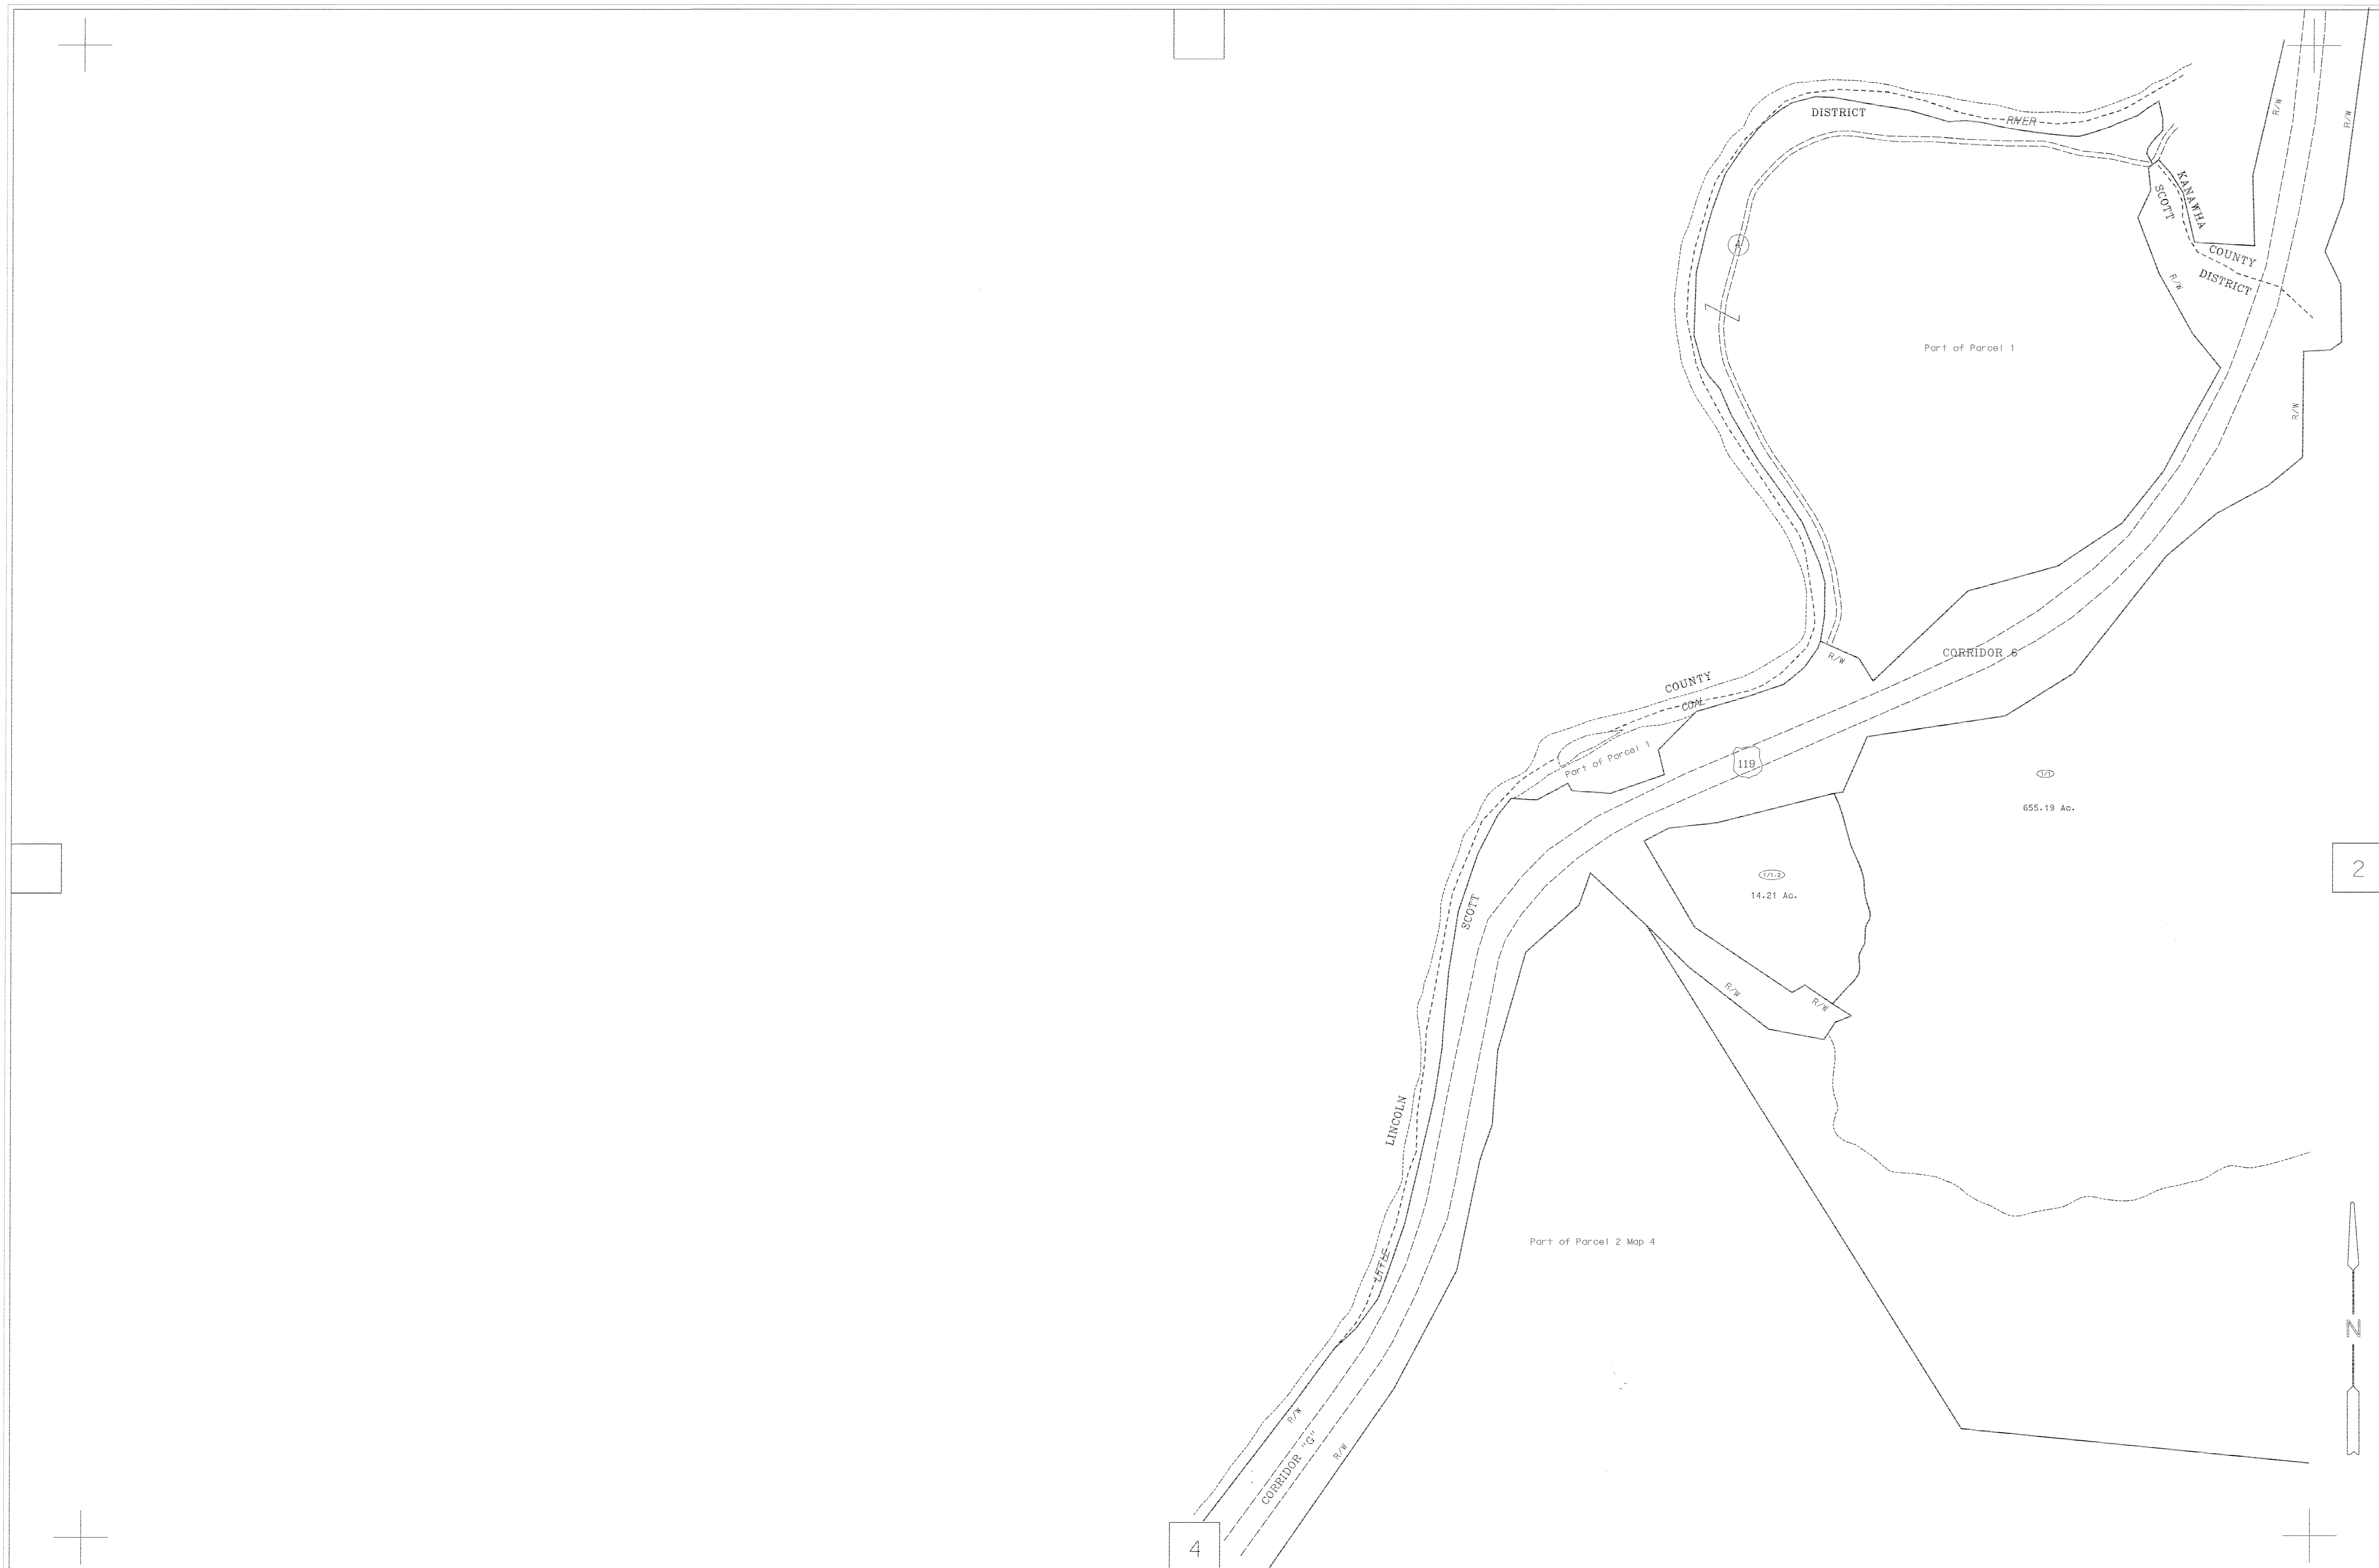 DISTRICT
RIVER
R/W
R/W
KANAWHA
SCOTT
COUNTY
DISTRICT
R/W
Part of Parcel 1
R/W
R/W
CORRIDOR G
COUNTY
COAL
Part of Parcel 1
119
1/1
655.19 Ac.
2
1/1.2
14.21 Ac.
SCOTT
R/W
R/W
LINCOLN
Part of Parcel 2 Map 4
LITTLE
N
R/W
CORRIDOR "G"
R/W
4